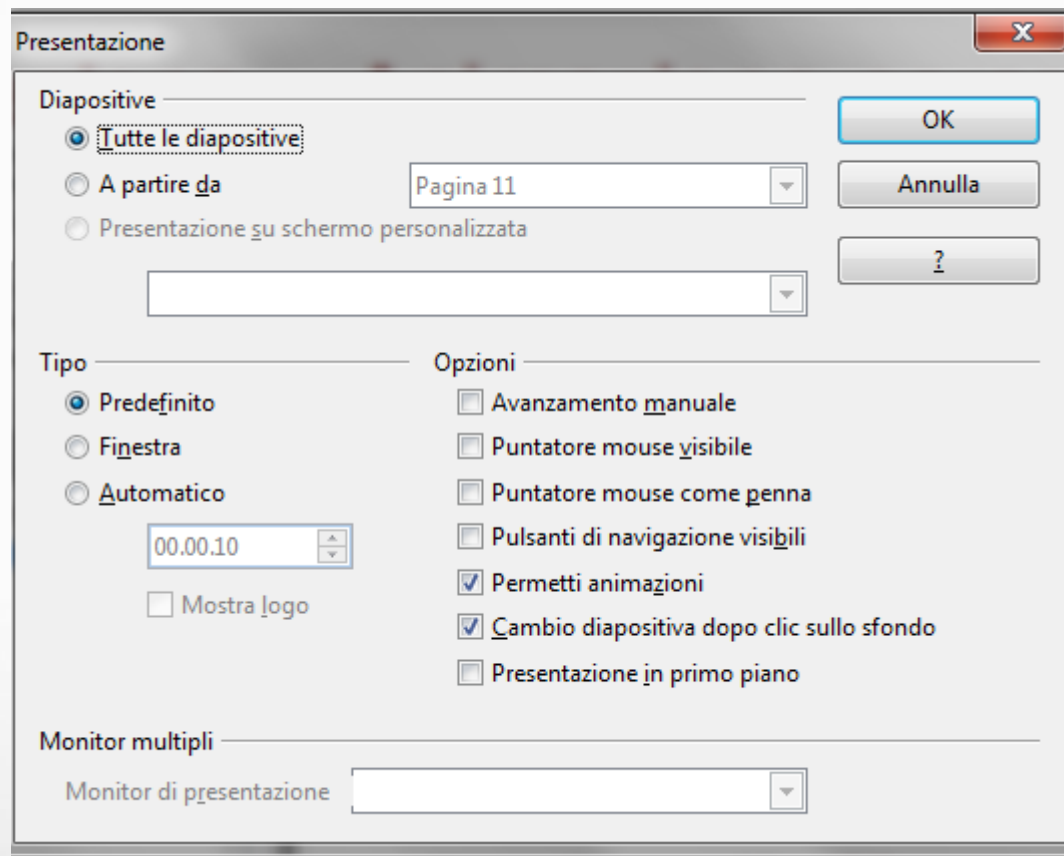 Presentazione
Diapositive
Tutte le diapositive
A partire da
Pagina 11
Presentazione su schermo personalizzata
OK
Annulla
?
Tipo
Predefinito
Finestra
Automatico
00.00.10
Mostra logo
Opzioni
Avanzamento manuale
Puntatore mouse visibile
Puntatore mouse come penna
Pulsanti di navigazione visibili
Permetti animazioni
Cambio diapositiva dopo clic sullo sfondo
Presentazione in primo piano
Monitor multipli
Monitor di presentazione